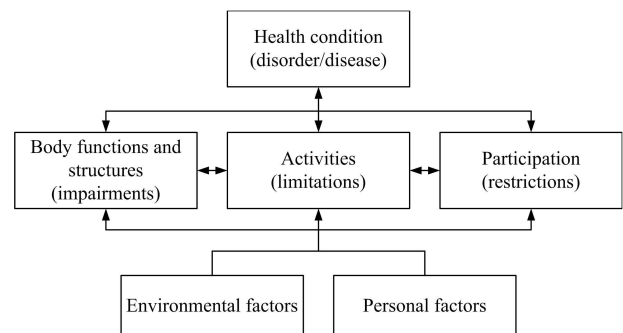 Health condition
(disorder/disease)
Body functions and
structures
(impairments)
Activities
(limitations)
Participation
(restrictions)
Environmental factors
Personal factors